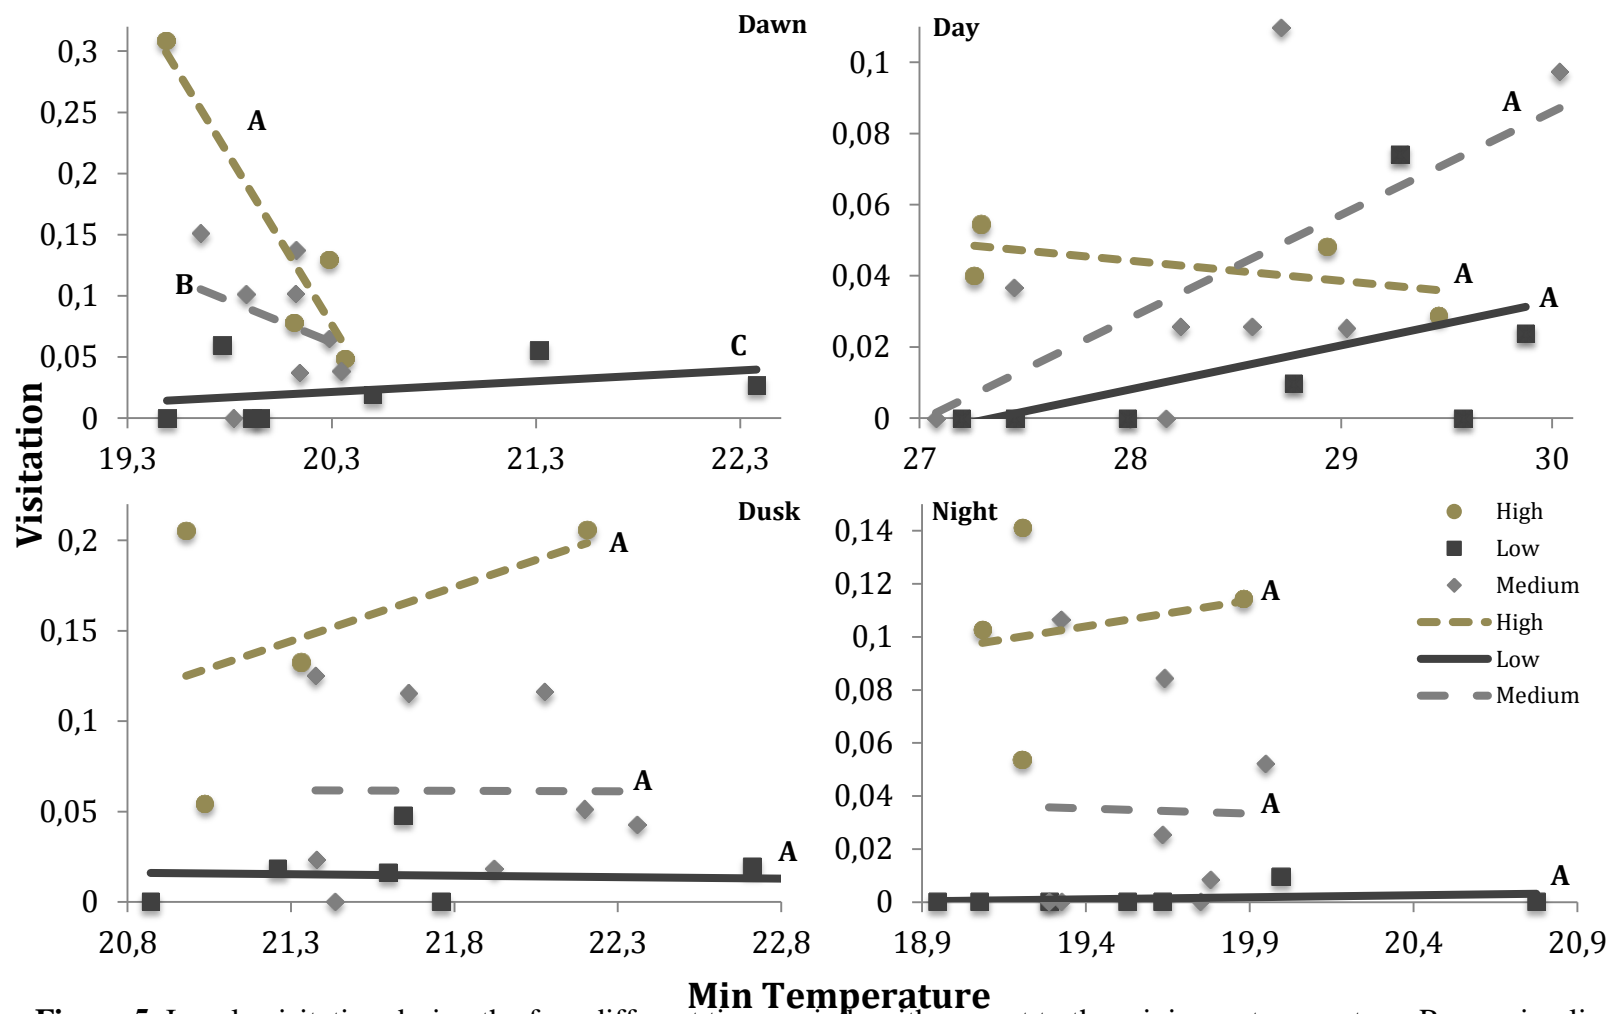 Dawn
0,3
0,25
0,2
0,15
0,1
0,05
0
A
B
C
19,3 20,3 21,3 22,3
Day
0,1
0,08
0,06
0,04
0,02
0
A
A
A
27 28 29 30
Visitation
Dusk
0,2
0,15
0,1
0,05
0
A
A
A
20,8 21,3 21,8 22,3 22,8
Night
0,14
0,12
0,1
0,08
0,06
0,04
0,02
0
A
A
A
18,9 19,4 19,9 20,4 20,9
High
Low
Medium
High
Low
Medium
Min Temperature